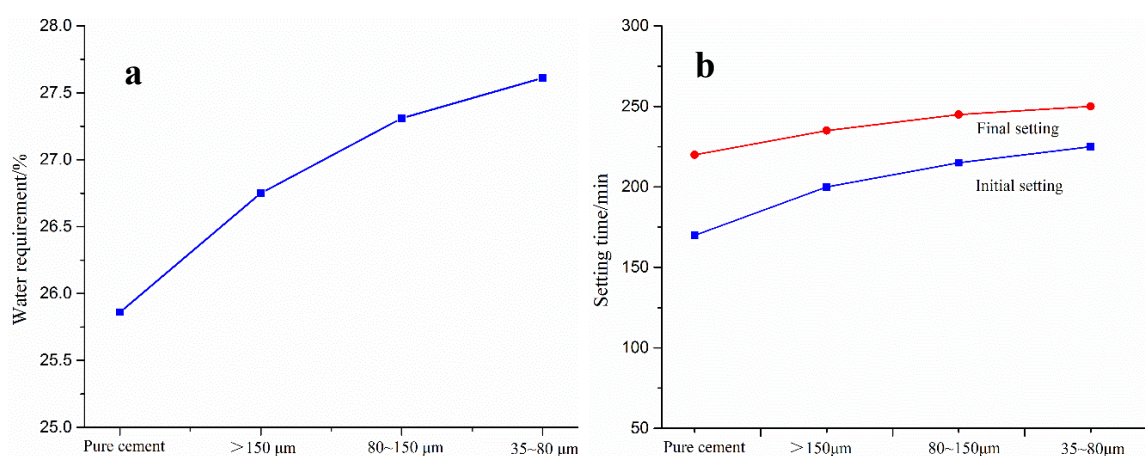 a
Water requirement/%
28.0
27.5
27.0
26.5
26.0
25.5
25.0
Pure cement
＞150 μm
80~150 μm
35~80 μm
b
Setting time/min
300
250
200
150
100
50
Final setting
Initial setting
Pure cement
＞150μm
80~150μm
35~80μm